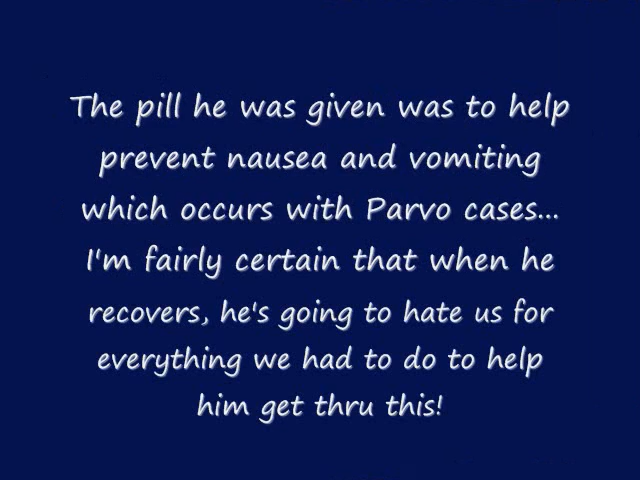 The pill he was given was to help
prevent nausea and vomiting
which occurs with Parvo cases...
I'm fairly certain that when he
recovers, he's going to hate us for
everything we had to do to help
him get thru this!